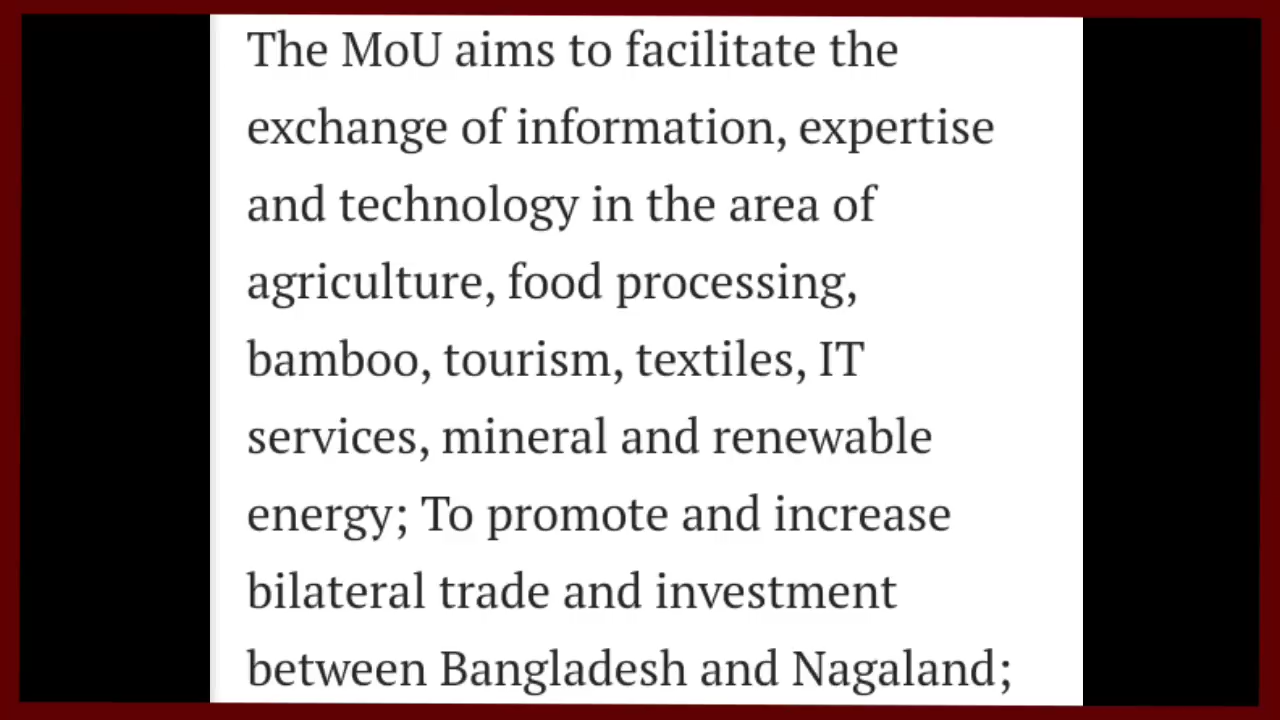 The MoU aims to facilitate the
exchange of information, expertise
and technology in the area of
agriculture, food processing,
bamboo, tourism, textiles, IT
services, mineral and renewable
energy; To promote and increase
bilateral trade and investment
between Bangladesh and Nagaland;